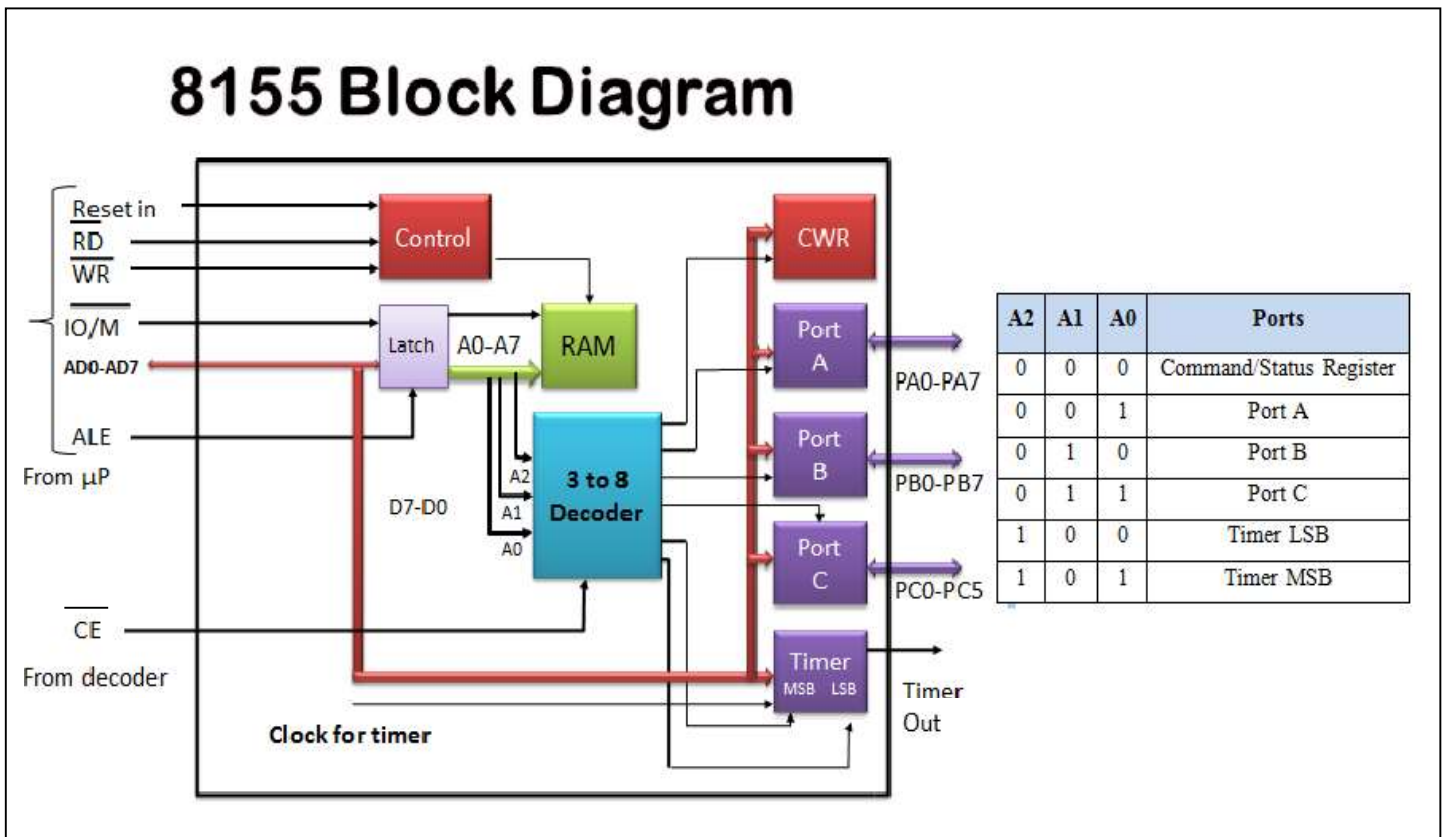 8155 Block Diagram
Reset in
RD
WR
IO/M
AD0-AD7
ALE
From µP
CE
From decoder
Control
Latch
A0-A7
RAM
D7-D0
A2
A1
A0
3 to 8
Decoder
Clock for timer
CWR
Port
A
Port
B
Port
C
Timer
MSB LSB
PA0-PA7
PB0-PB7
PC0-PC5
Timer
Out
A2 A1 A0 Ports
0 0 0 Command/Status Register
0 0 1 Port A
0 1 0 Port B
0 1 1 Port C
1 0 0 Timer LSB
1 0 1 Timer MSB